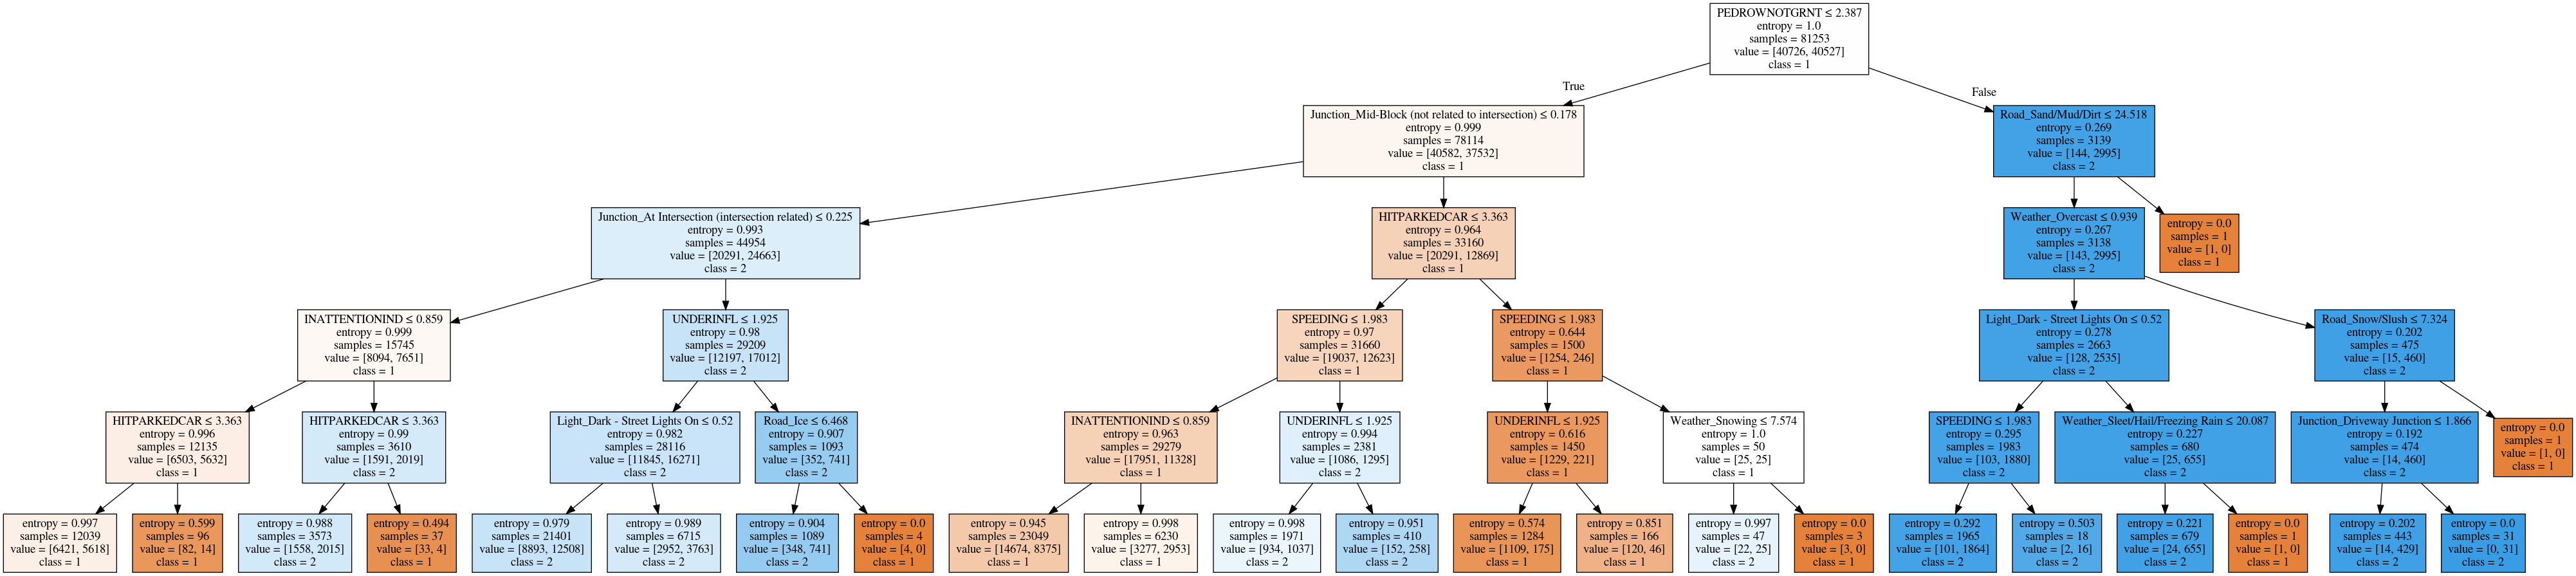 PEDROWNOTGRNT ≤ 2.387
entropy = 1.0
samples = 81253
value = [40726, 40527]
class = 1
True
False
Junction_Mid-Block (not related to intersection) ≤ 0.178
entropy = 0.999
samples = 78114
value = [40582, 37532]
class = 1
Road_Sand/Mud/Dirt ≤ 24.518
entropy = 0.269
samples = 3139
value = [144, 2995]
class = 2
Junction_At Intersection (intersection related) ≤ 0.225
entropy = 0.993
samples = 44954
value = [20291, 24663]
class = 2
HITPARKEDCAR ≤ 3.363
entropy = 0.964
samples = 33160
value = [20291, 12869]
class = 1
Weather_Overcast ≤ 0.939
entropy = 0.267
samples = 3138
value = [143, 2995]
class = 2
entropy = 0.0
samples = 1
value = [1, 0]
class = 1
INATTENTIONIND ≤ 0.859
entropy = 0.999
samples = 15745
value = [8094, 7651]
class = 1
UNDERINFL ≤ 1.925
entropy = 0.98
samples = 29209
value = [12197, 17012]
class = 2
SPEEDING ≤ 1.983
entropy = 0.97
samples = 31660
value = [19037, 12623]
class = 1
SPEEDING ≤ 1.983
entropy = 0.644
samples = 1500
value = [1254, 246]
class = 1
Light_Dark - Street Lights On ≤ 0.52
entropy = 0.278
samples = 2663
value = [128, 2535]
class = 2
Road_Snow/Slush ≤ 7.324
entropy = 0.202
samples = 475
value = [15, 460]
class = 2
HITPARKEDCAR ≤ 3.363
entropy = 0.996
samples = 12135
value = [6503, 5632]
class = 1
HITPARKEDCAR ≤ 3.363
entropy = 0.99
samples = 3610
value = [1591, 2019]
class = 2
Light_Dark - Street Lights On ≤ 0.52
entropy = 0.982
samples = 28116
value = [11845, 16271]
class = 2
Road_Ice ≤ 6.468
entropy = 0.907
samples = 1093
value = [352, 741]
class = 2
INATTENTIONIND ≤ 0.859
entropy = 0.963
samples = 29279
value = [17951, 11328]
class = 1
UNDERINFL ≤ 1.925
entropy = 0.994
samples = 2381
value = [1086, 1295]
class = 2
UNDERINFL ≤ 1.925
entropy = 0.616
samples = 1450
value = [1229, 221]
class = 1
Weather_Snowing ≤ 7.574
entropy = 1.0
samples = 50
value = [25, 25]
class = 1
SPEEDING ≤ 1.983
entropy = 0.295
samples = 1983
value = [103, 1880]
class = 2
Weather_Sleet/Hail/Freezing Rain ≤ 20.087
entropy = 0.227
samples = 680
value = [25, 655]
class = 2
Junction_Driveway Junction ≤ 1.866
entropy = 0.192
samples = 474
value = [14, 460]
class = 2
entropy = 0.0
samples = 1
value = [1, 0]
class = 1
entropy = 0.997
samples = 12039
value = [6421, 5618]
class = 1
entropy = 0.599
samples = 96
value = [82, 14]
class = 1
entropy = 0.988
samples = 3573
value = [1558, 2015]
class = 2
entropy = 0.494
samples = 37
value = [33, 4]
class = 1
entropy = 0.979
samples = 21401
value = [8893, 12508]
class = 2
entropy = 0.989
samples = 6715
value = [2952, 3763]
class = 2
entropy = 0.904
samples = 1089
value = [348, 741]
class = 2
entropy = 0.0
samples = 4
value = [4, 0]
class = 1
entropy = 0.945
samples = 23049
value = [14674, 8375]
class = 1
entropy = 0.998
samples = 6230
value = [3277, 2953]
class = 1
entropy = 0.998
samples = 1971
value = [934, 1037]
class = 2
entropy = 0.951
samples = 410
value = [152, 258]
class = 2
entropy = 0.574
samples = 1284
value = [1109, 175]
class = 1
entropy = 0.851
samples = 166
value = [120, 46]
class = 1
entropy = 0.997
samples = 47
value = [22, 25]
class = 2
entropy = 0.0
samples = 3
value = [3, 0]
class = 1
entropy = 0.292
samples = 1965
value = [101, 1864]
class = 2
entropy = 0.503
samples = 18
value = [2, 16]
class = 2
entropy = 0.221
samples = 679
value = [24, 655]
class = 2
entropy = 0.0
samples = 1
value = [1, 0]
class = 1
entropy = 0.202
samples = 443
value = [14, 429]
class = 2
entropy = 0.0
samples = 31
value = [0, 31]
class = 2